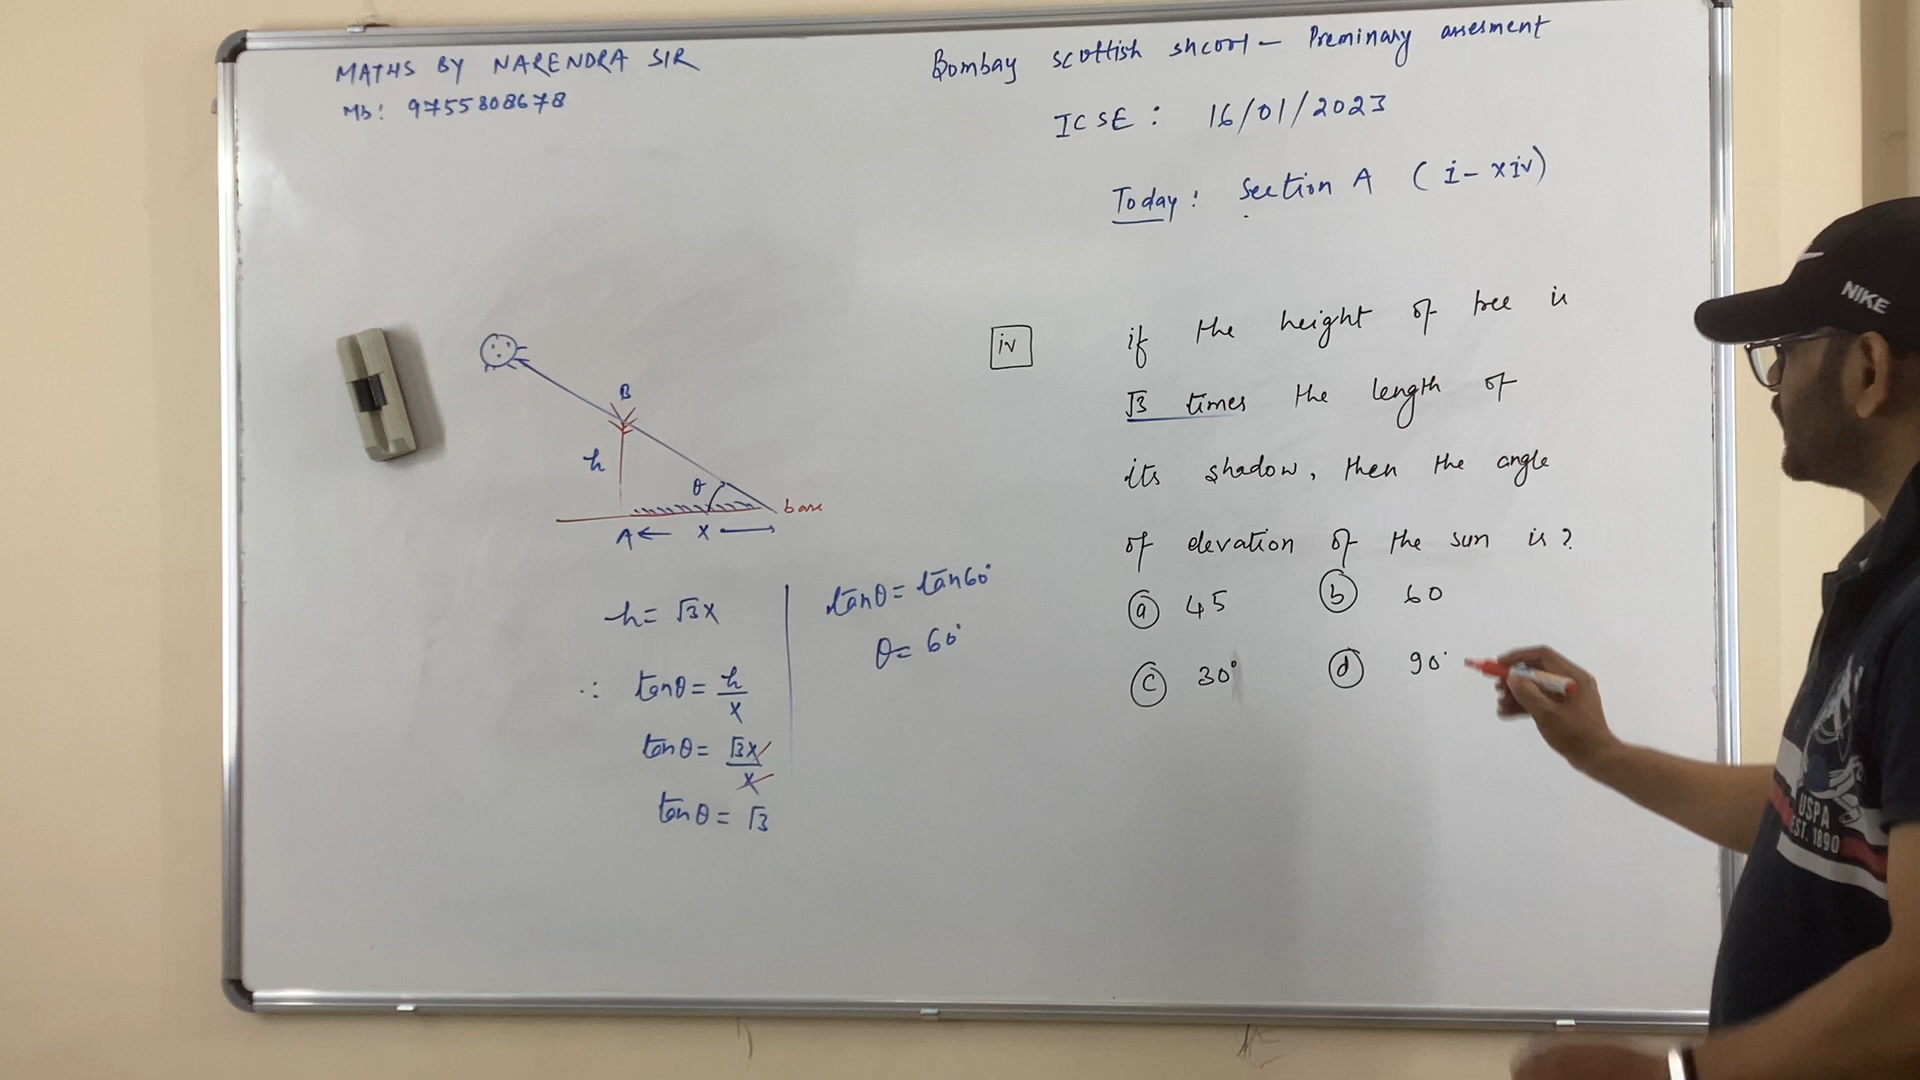 MATHS BY NARENDRA SIR
Mb: 9755808678
Bombay scottish shcool - Preminary assesment
ICSE: 16/01/2023
Today: Section A (i - xiv)
iv
if the height of tree is
√3 times the length of
its shadow, then the angle
of elevation of the sun is?
a 45 b 60
c 30° d 90°
B
h
θ
base
A ← x →
h = √3x
∴ tanθ = h/x
tanθ = √3x/x
tanθ = √3
tanθ = tan60°
θ = 60°
NIKE
USPA
EST. 1890